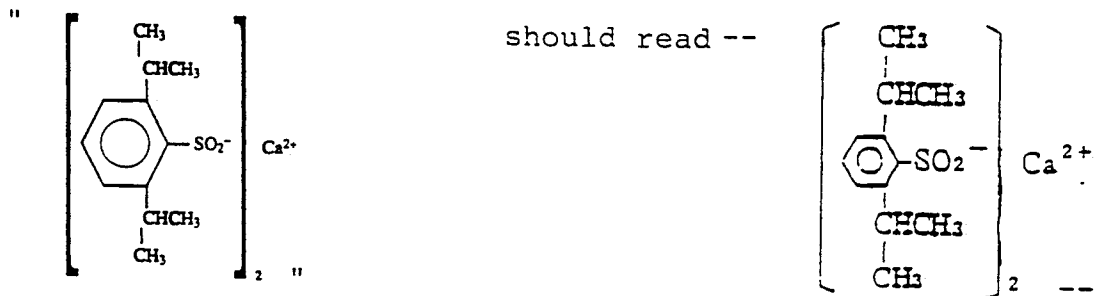 " CH₃
CHCH₃
SO₂⁻ Ca²⁺
CHCH₃
CH₃
₂ "
should read --
CH₃
CHCH₃
SO₂⁻ Ca²⁺
CHCH₃
CH₃
₂ --